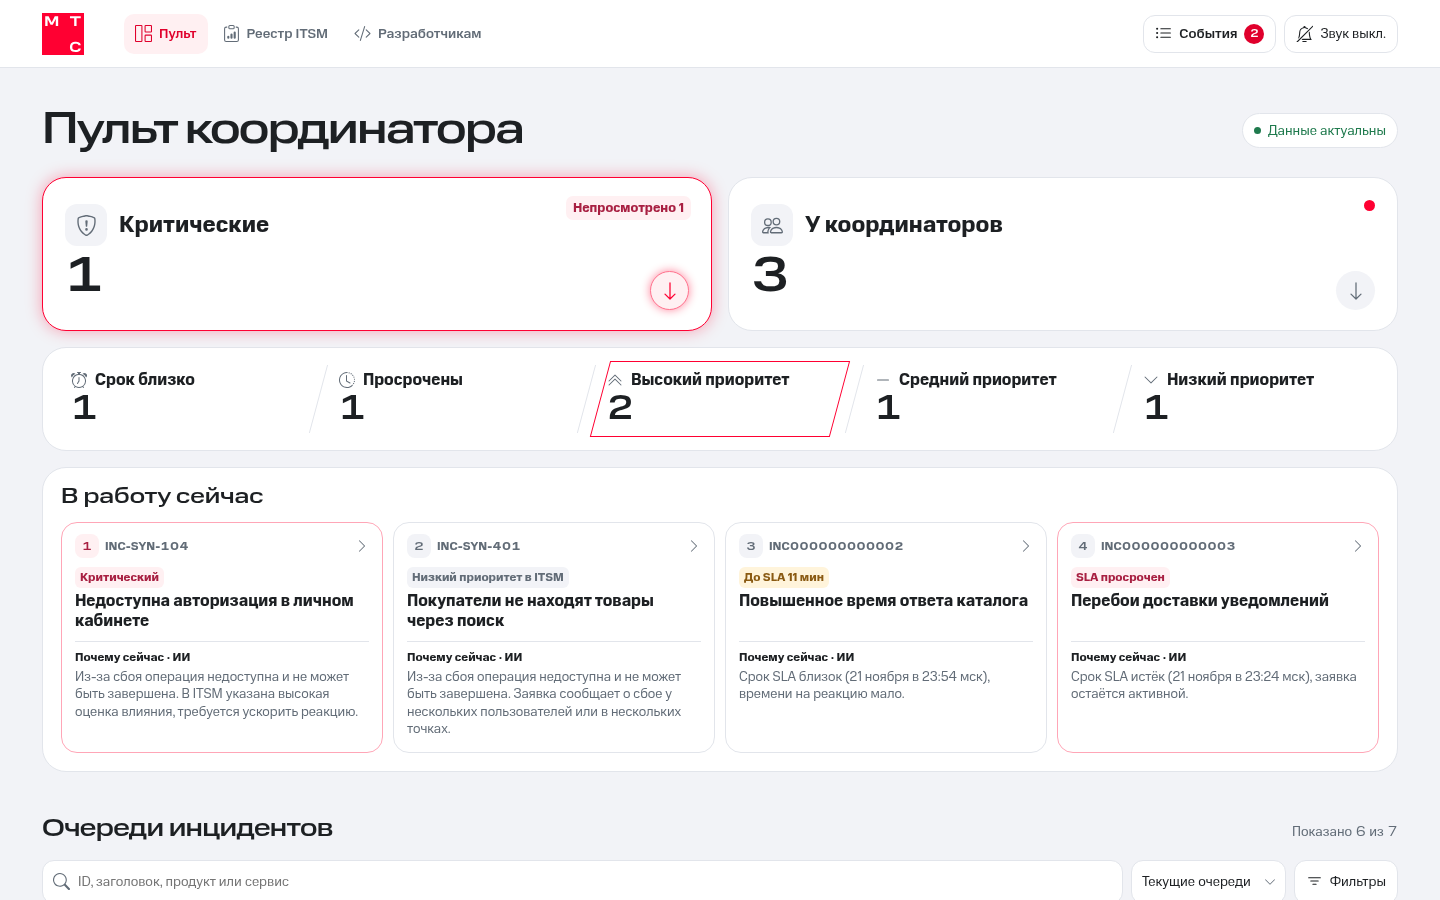 МТС
Пульт
Реестр ITSM
Разработчикам
События 2
Звук выкл.
Пульт координатора
Данные актуальны
Критические
Непросмотрено 1
1
У координаторов
3
Срок близко
1
Просрочены
1
Высокий приоритет
2
Средний приоритет
1
Низкий приоритет
1
В работу сейчас
1 INC-SYN-104
Критический
Недоступна авторизация в личном
кабинете
Почему сейчас · ИИ
Из-за сбоя операция недоступна и не может
быть завершена. В ITSM указана высокая
оценка влияния, требуется ускорить реакцию.
2 INC-SYN-401
Низкий приоритет в ITSM
Покупатели не находят товары
через поиск
Почему сейчас · ИИ
Из-за сбоя операция недоступна и не может
быть завершена. Заявка сообщает о сбое у
нескольких пользователей или в нескольких
точках.
3 INC000000000002
До SLA 11 мин
Повышенное время ответа каталога
Почему сейчас · ИИ
Срок SLA близок (21 ноября в 23:54 мск),
времени на реакцию мало.
4 INC000000000003
SLA просрочен
Перебои доставки уведомлений
Почему сейчас · ИИ
Срок SLA истёк (21 ноября в 23:24 мск), заявка
остаётся активной.
Очереди инцидентов
Показано 6 из 7
ID, заголовок, продукт или сервис
Текущие очереди
Фильтры